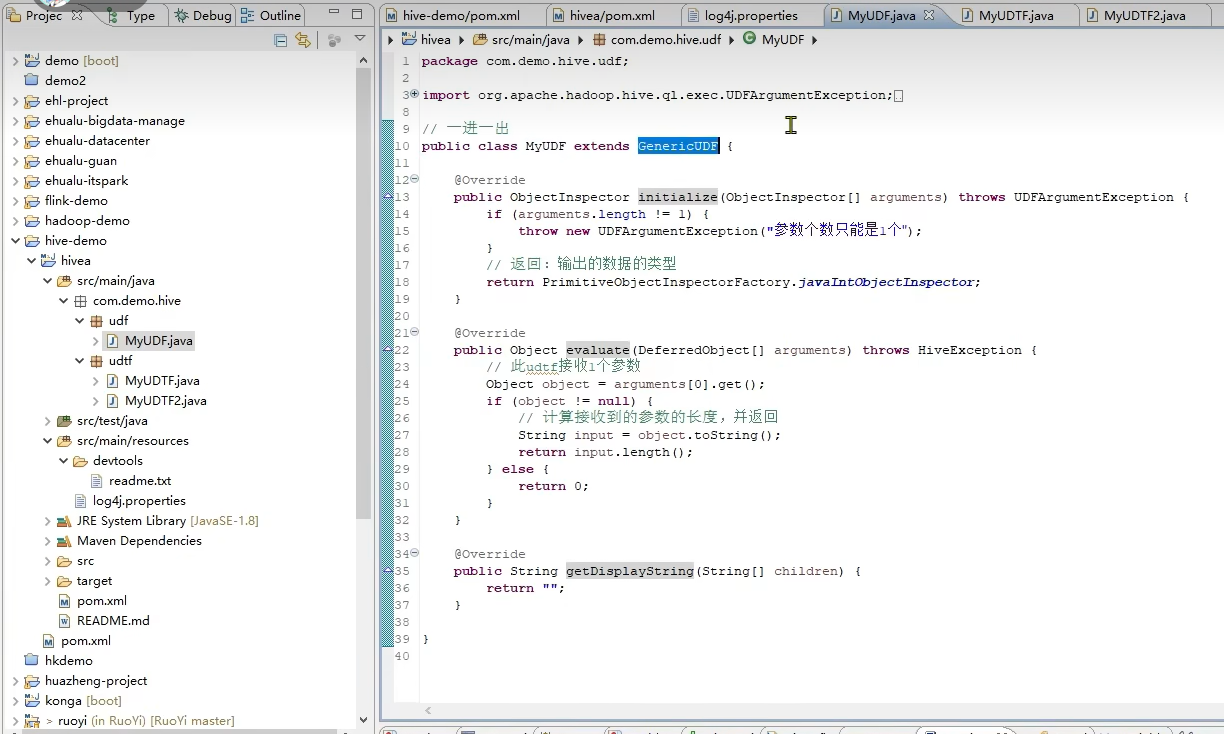 Projec Type Debug Outline
demo [boot]
demo2
ehl-project
ehualu-bigdata-manage
ehualu-datacenter
ehualu-guan
ehualu-itspark
flink-demo
hadoop-demo
hive-demo
hivea
src/main/java
com.demo.hive
udf
MyUDF.java
udtf
MyUDTF.java
MyUDTF2.java
src/test/java
src/main/resources
devtools
readme.txt
log4j.properties
JRE System Library [JavaSE-1.8]
Maven Dependencies
src
target
pom.xml
README.md
pom.xml
hkdemo
huazheng-project
konga [boot]
> ruoyi (in RuoYi) [RuoYi master]
hive-demo/pom.xml hivea/pom.xml log4j.properties MyUDF.java MyUDTF.java MyUDTF2.java
hivea src/main/java com.demo.hive.udf MyUDF
1 package com.demo.hive.udf;
2
3 import org.apache.hadoop.hive.ql.exec.UDFArgumentException;
8
9 // 一进一出
10 public class MyUDF extends GenericUDF {
11
12 @Override
13 public ObjectInspector initialize(ObjectInspector[] arguments) throws UDFArgumentException {
14 if (arguments.length != 1) {
15 throw new UDFArgumentException("参数个数只能是1个");
16 }
17 // 返回：输出的数据的类型
18 return PrimitiveObjectInspectorFactory.javaIntObjectInspector;
19 }
20
21 @Override
22 public Object evaluate(DeferredObject[] arguments) throws HiveException {
23 // 此udtf接收1个参数
24 Object object = arguments[0].get();
25 if (object != null) {
26 // 计算接收到的参数的长度，并返回
27 String input = object.toString();
28 return input.length();
29 } else {
30 return 0;
31 }
32 }
33
34 @Override
35 public String getDisplayString(String[] children) {
36 return "";
37 }
38
39 }
40